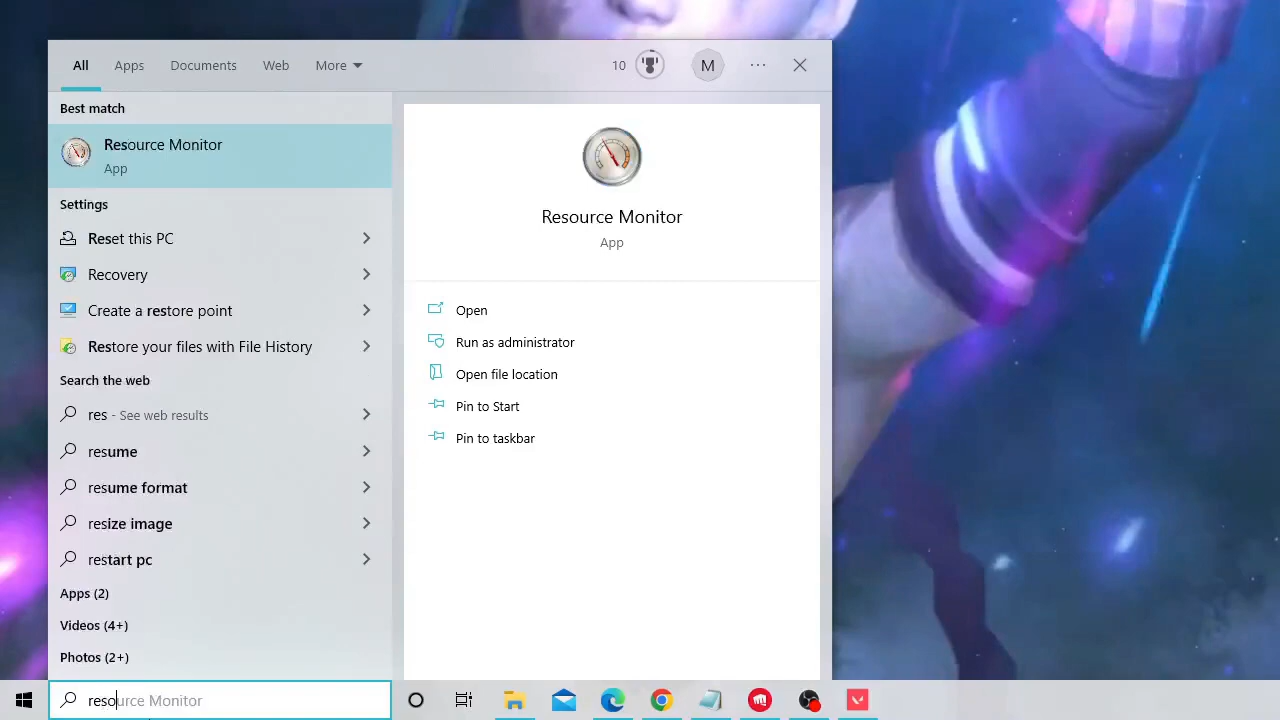 All
Apps
Documents
Web
More
10
M
Best match
Resource Monitor
App
Settings
Reset this PC
Recovery
Create a restore point
Restore your files with File History
Search the web
res - See web results
resume
resume format
resize image
restart pc
Apps (2)
Videos (4+)
Photos (2+)
Resource Monitor
App
Open
Run as administrator
Open file location
Pin to Start
Pin to taskbar
resource Monitor